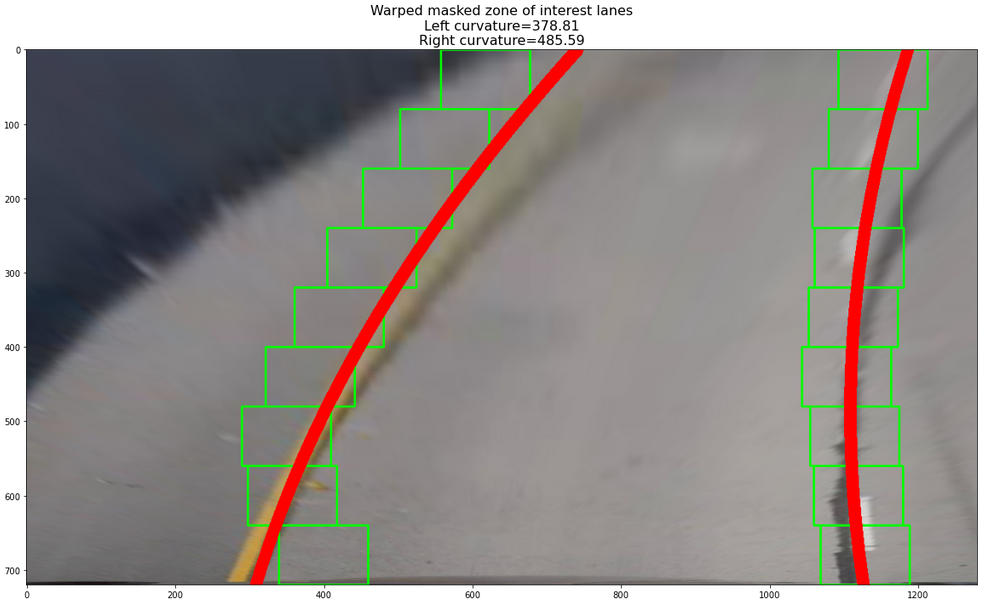 Warped masked zone of interest lanes
Left curvature=378.81
Right curvature=485.59
0
100
200
300
400
500
600
700
0 200 400 600 800 1000 1200